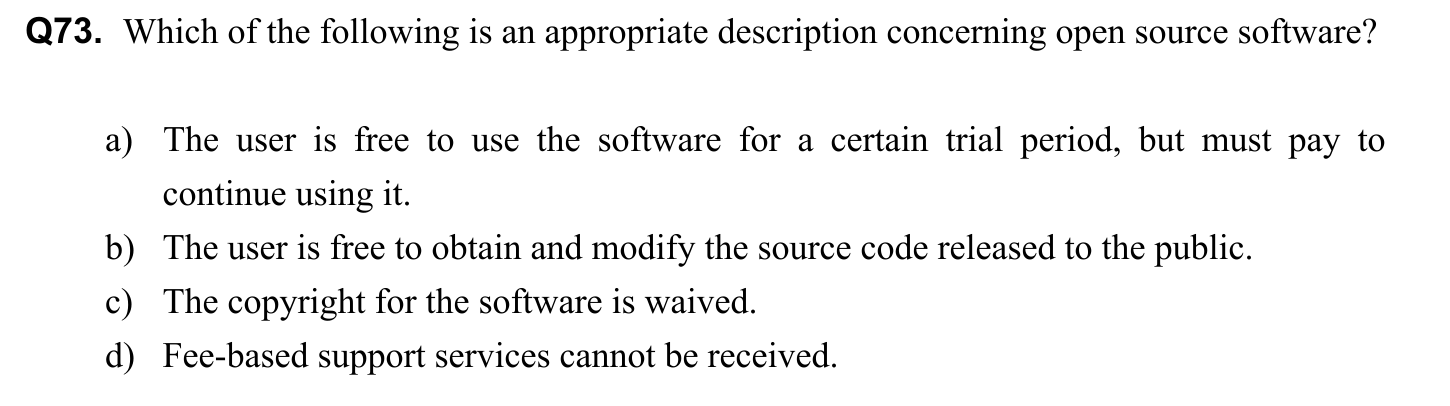 Q73. Which of the following is an appropriate description concerning open source software?
a) The user is free to use the software for a certain trial period, but must pay to
continue using it.
b) The user is free to obtain and modify the source code released to the public.
c) The copyright for the software is waived.
d) Fee-based support services cannot be received.